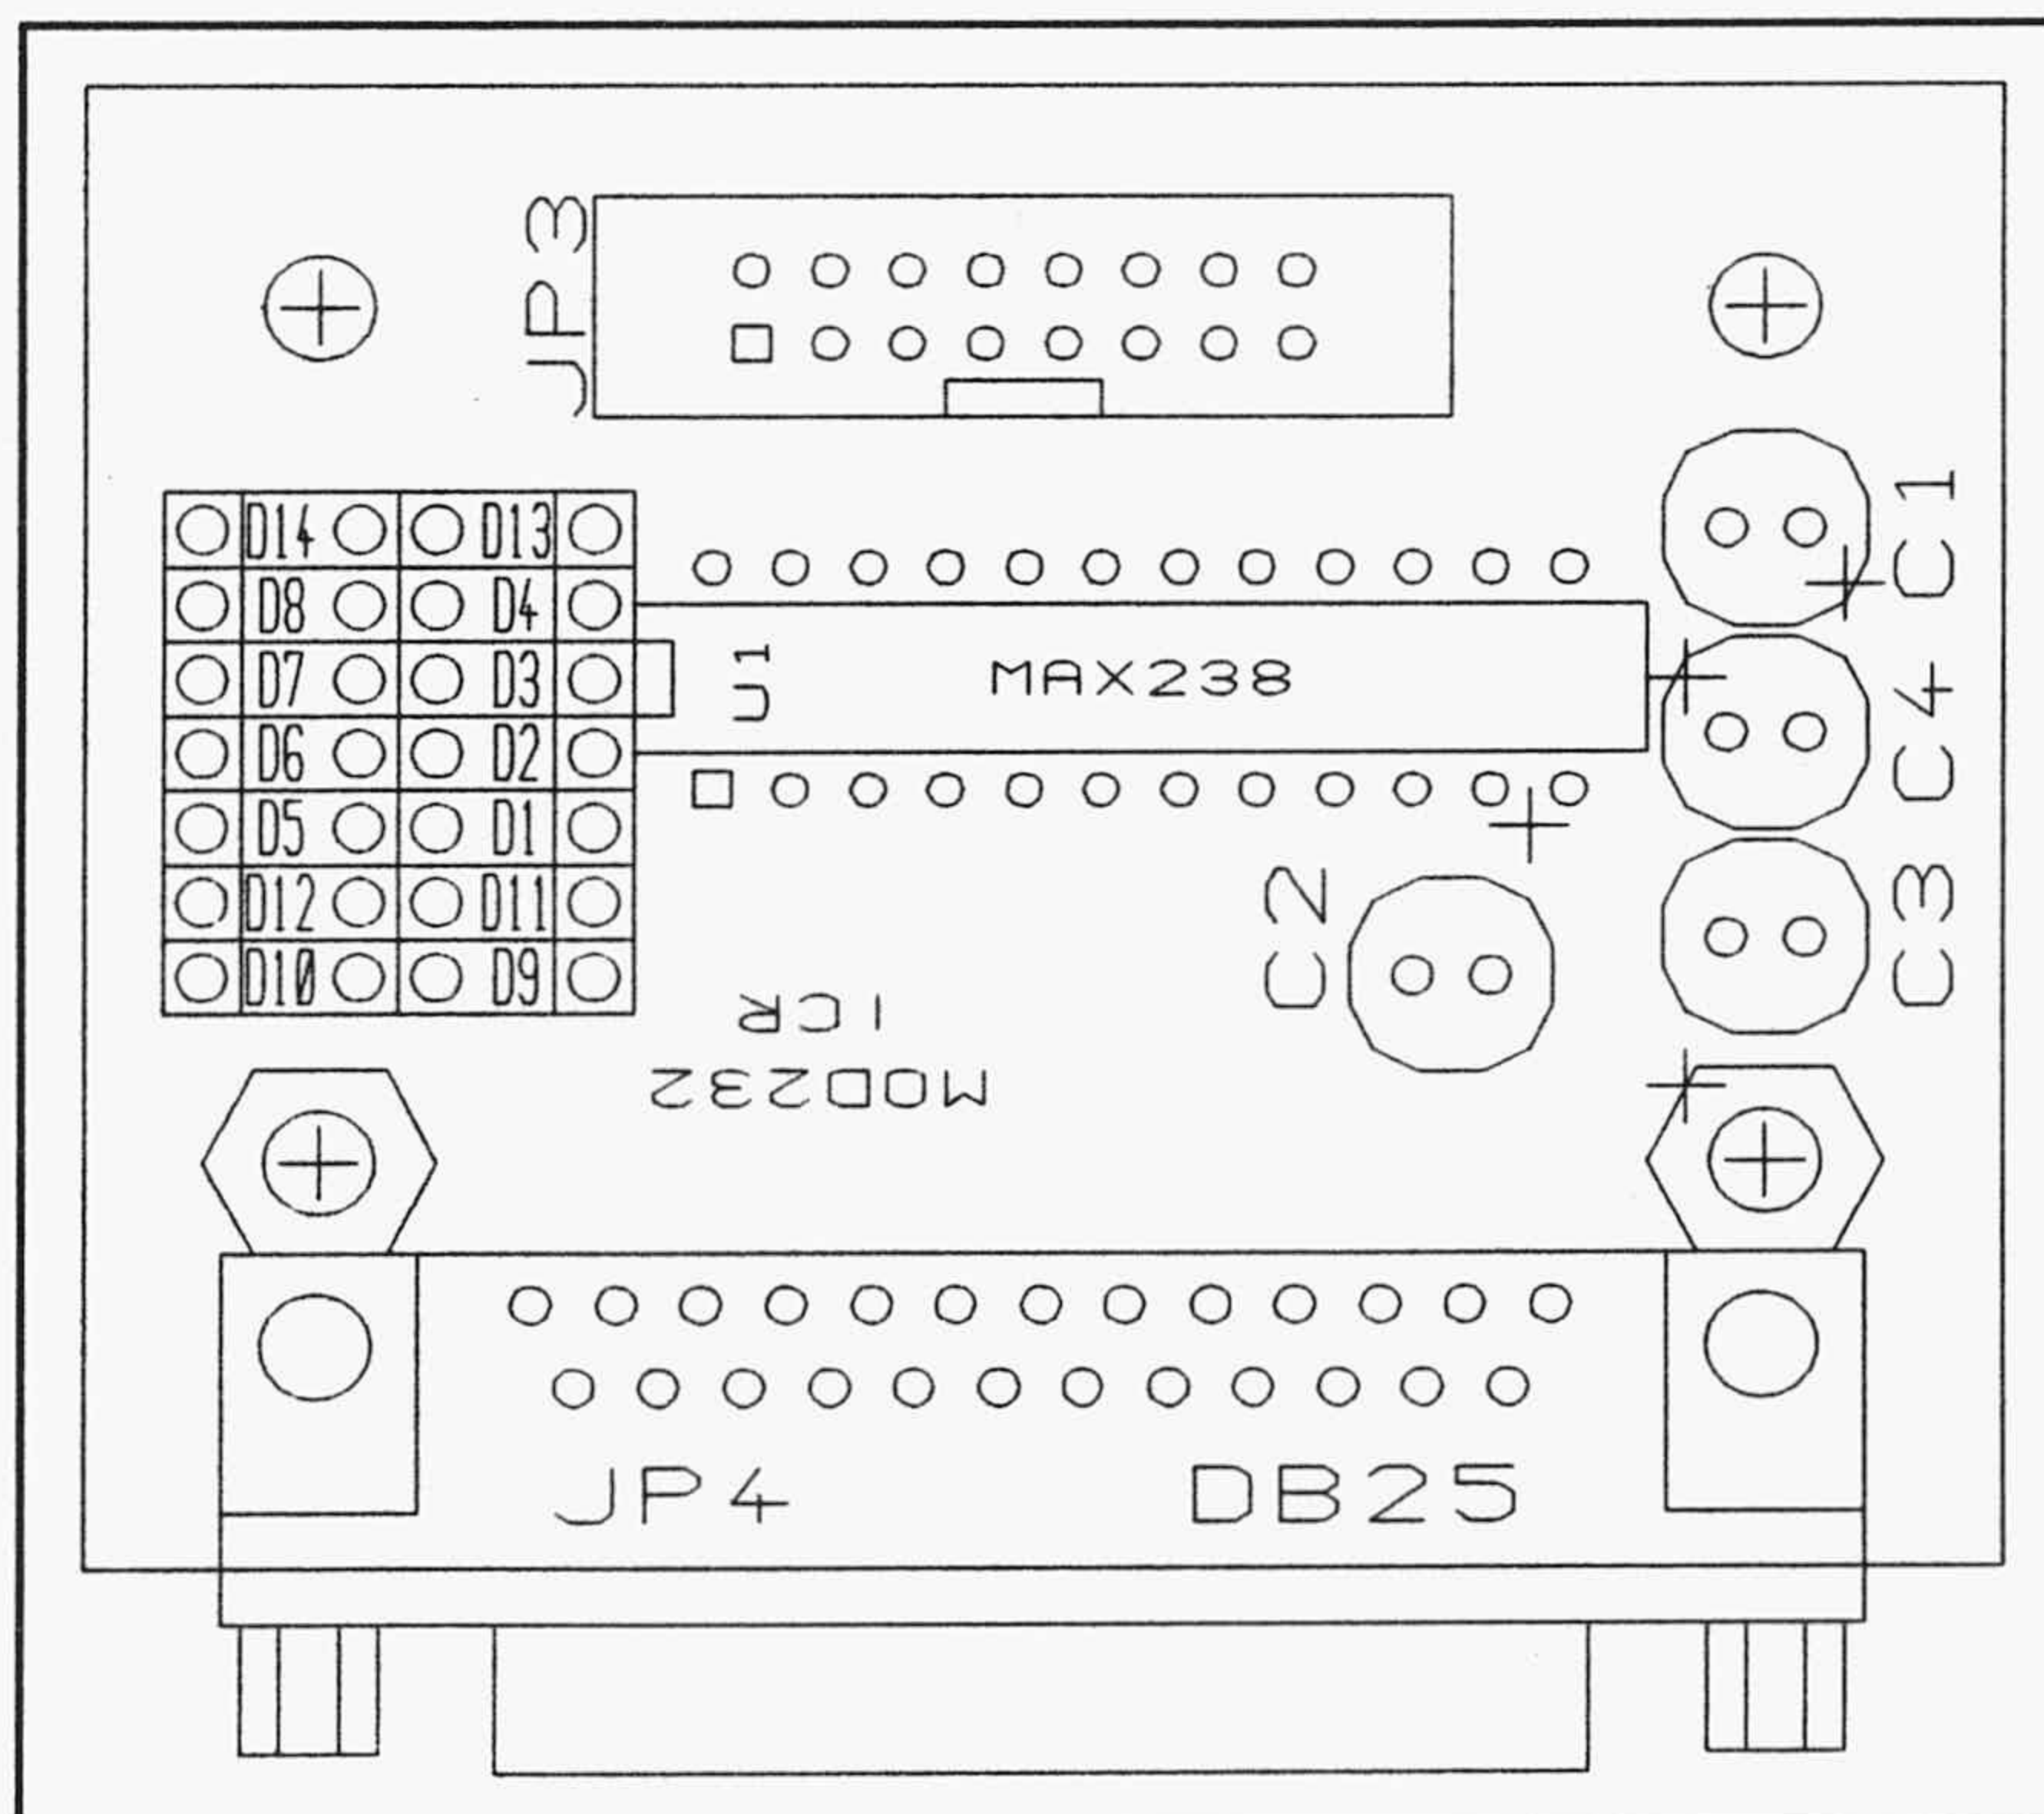 JP3
C1
D14 D13
D8 D4
D7 D3
D6 D2
D5 D1
D12 D11
D10 D9
U1
MAX238
C4
C2
C3
ICR
MOD232
JP4
DB25